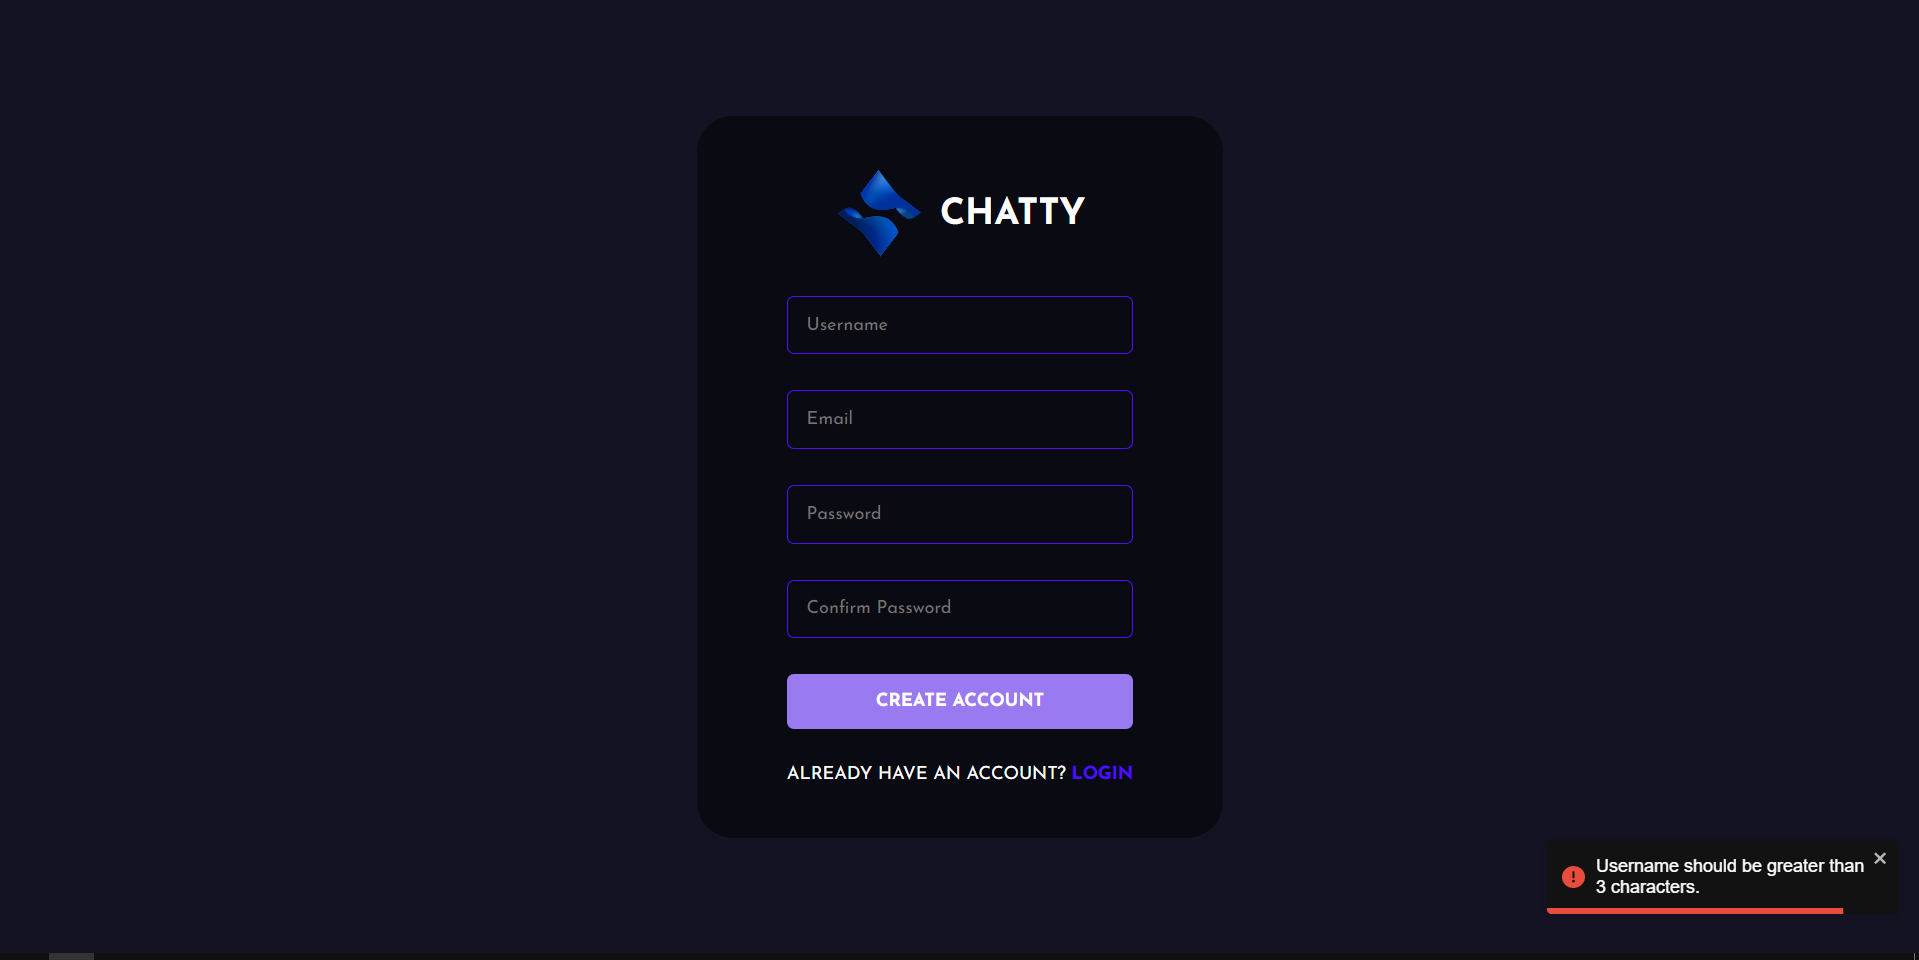 CHATTY
Username
Email
Password
Confirm Password
CREATE ACCOUNT
ALREADY HAVE AN ACCOUNT? LOGIN
Username should be greater than
3 characters.